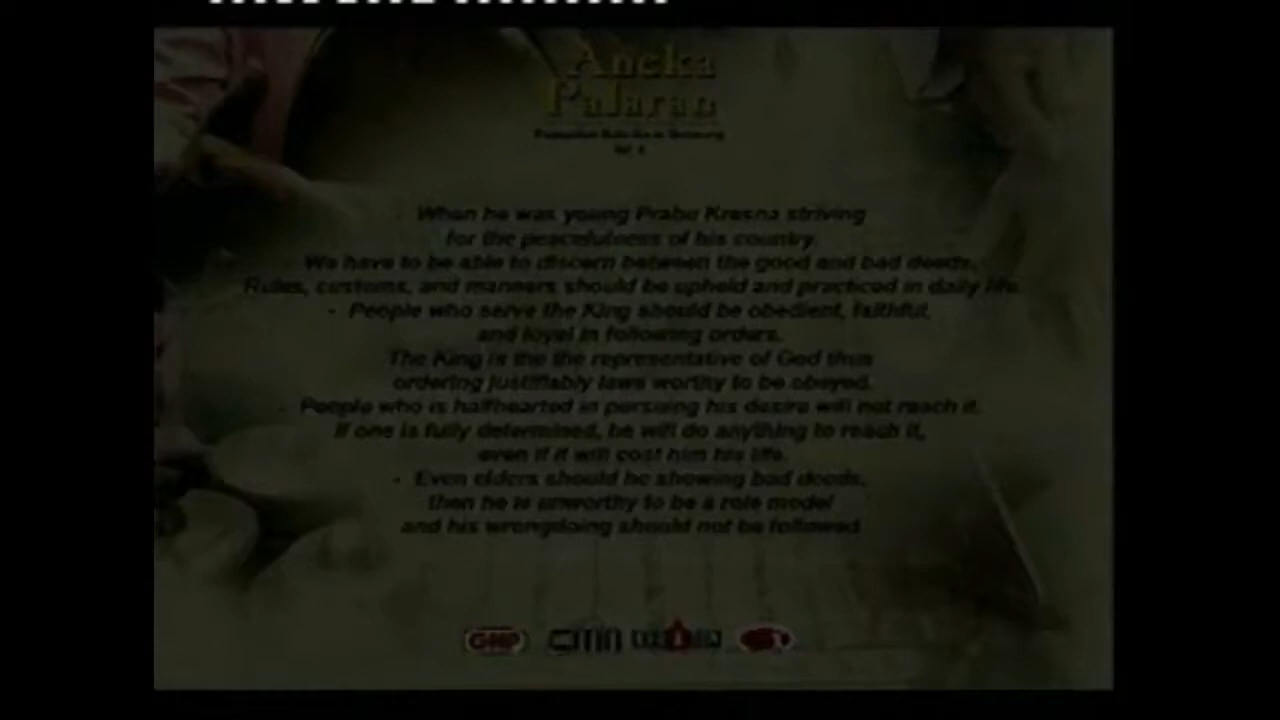 Aneka
Palaran
When he was young Prabu Kresna striving
for the peacefulness of his country.
We have to be able to discern between the good and bad deeds.
Rules, customs, and manners should be upheld and practiced in daily life.
- People who serve the King should be obedient, faithful,
and loyal in following orders.
The King is the the representative of God thus
ordering justifiably laws worthy to be obeyed.
- People who is halfhearted in persuing his desire will not reach it.
If one is fully determined, he will do anything to reach it,
even if it will cost him his life.
- Even elders should he showing bad deeds,
then he is unworthy to be a role model
and his wrongdoing should not be followed
GNP